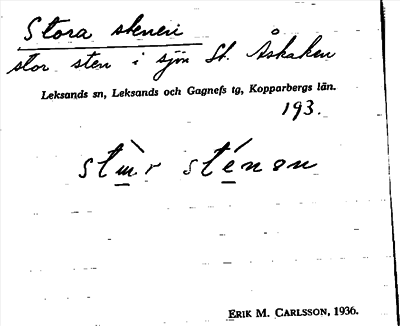 Stora stenen
stor sten i sjön St. Åskaken
Leksands sn, Leksands och Gagnefs tg, Kopparbergs län.
193.
sténøn
ERIK M. CARLSSON, 1936.